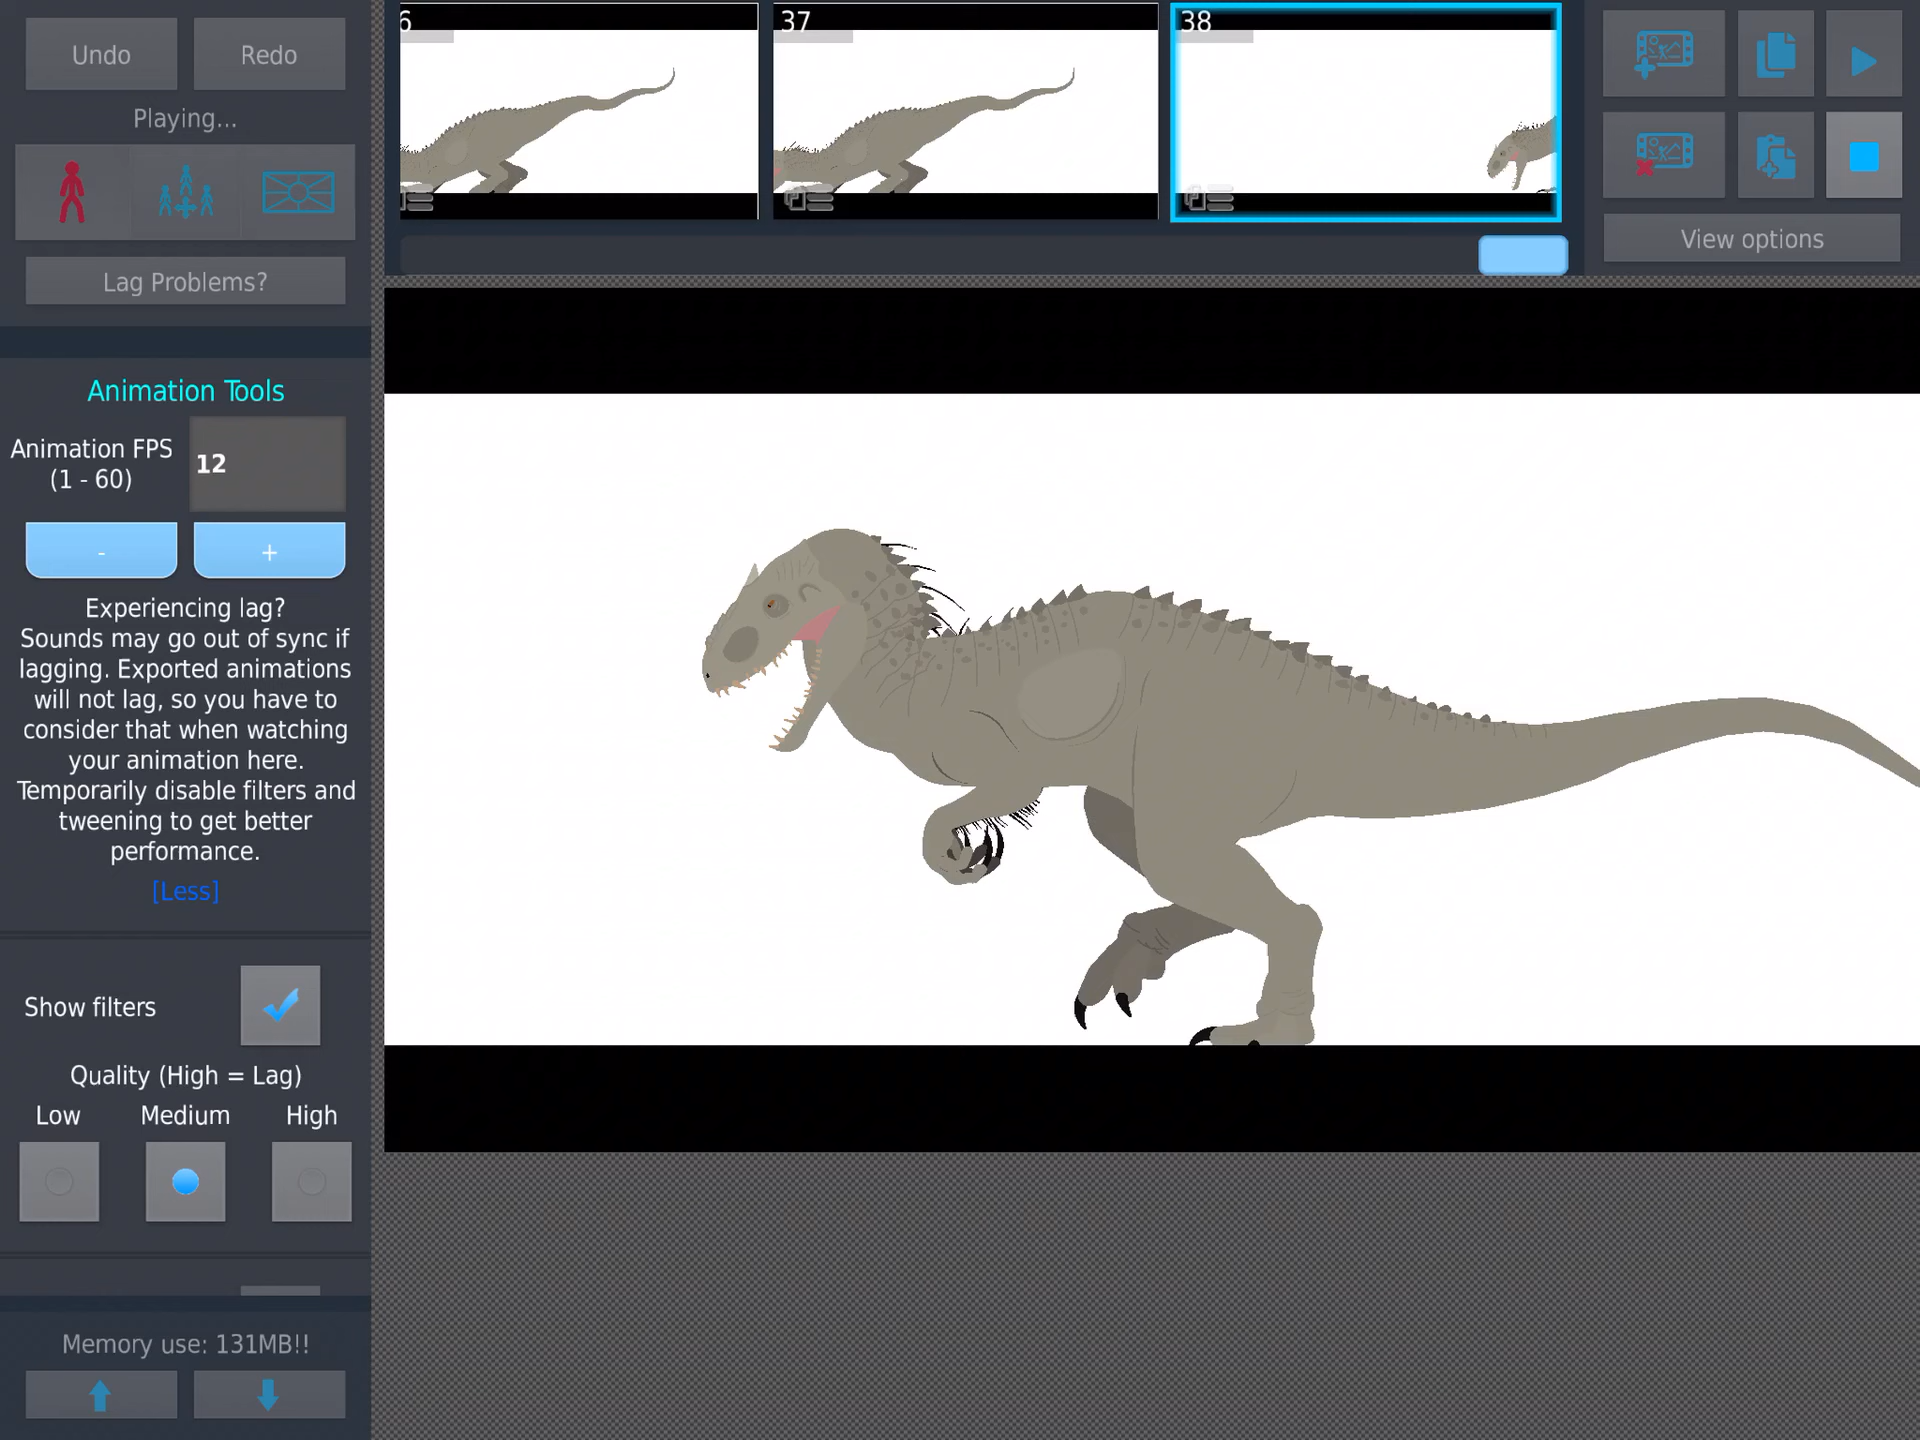 Undo
Redo
Playing...
Lag Problems?
6
37
38
View options
Animation Tools
Animation FPS
(1 - 60)
12
-
+
Experiencing lag?
Sounds may go out of sync if
lagging. Exported animations
will not lag, so you have to
consider that when watching
your animation here.
Temporarily disable filters and
tweening to get better
performance.
[Less]
Show filters
Quality (High = Lag)
Low
Medium
High
Memory use: 131MB!!